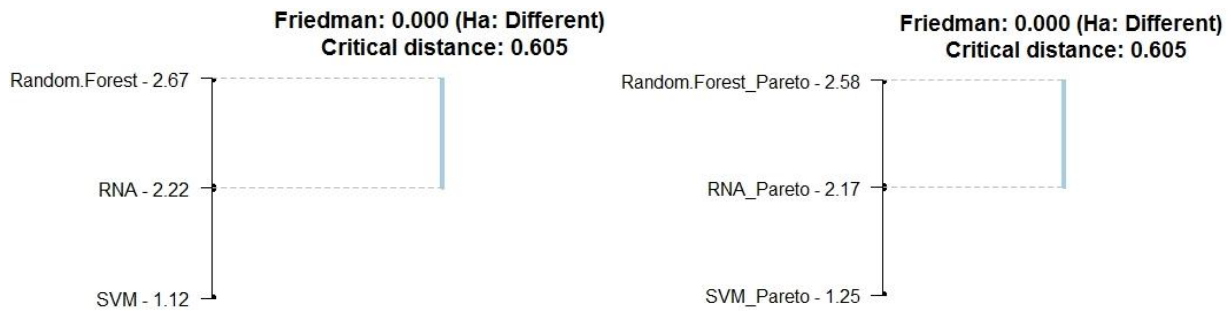 Friedman: 0.000 (Ha: Different)
Critical distance: 0.605
Random.Forest - 2.67
RNA - 2.22
SVM - 1.12
Friedman: 0.000 (Ha: Different)
Critical distance: 0.605
Random.Forest_Pareto - 2.58
RNA_Pareto - 2.17
SVM_Pareto - 1.25